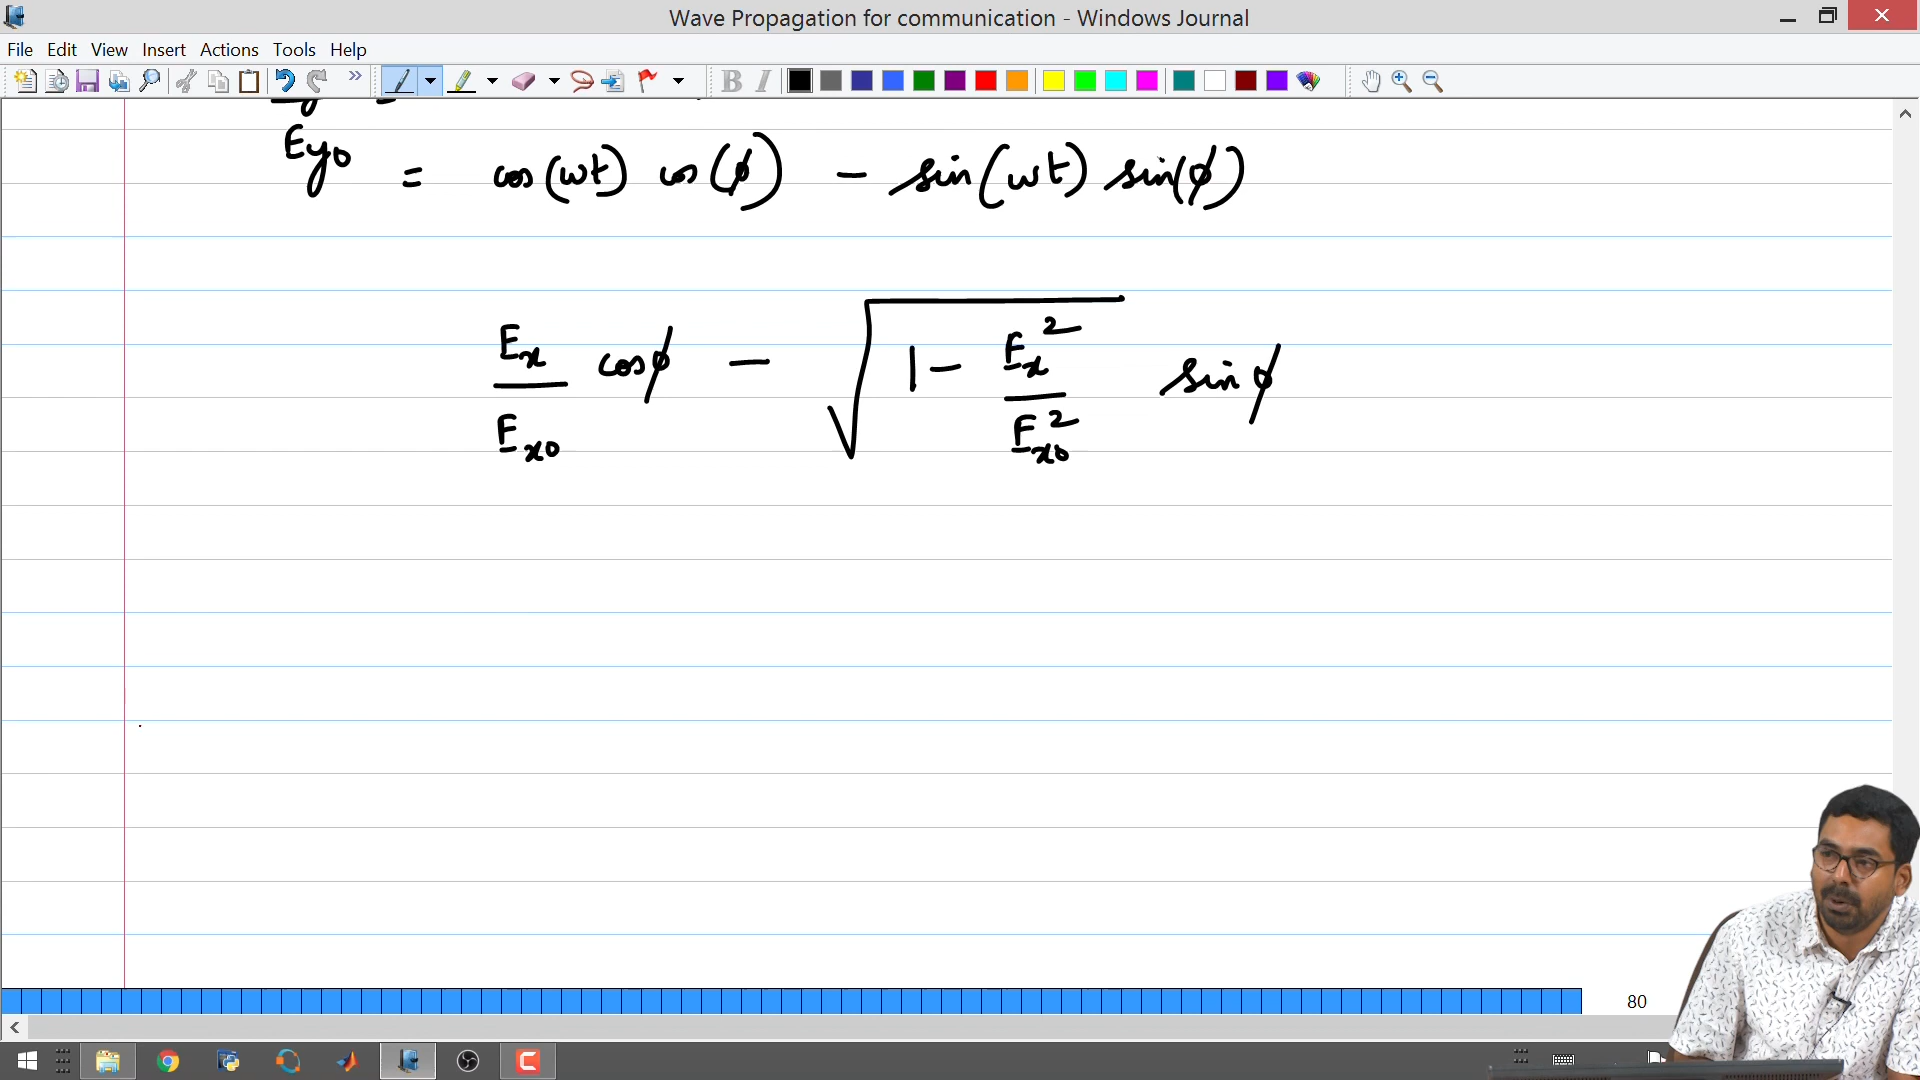 Wave Propagation for communication - Windows Journal
File Edit View Insert Actions Tools Help
B I
Ey0
= cos(ωt) cos(φ) - sin(ωt) sin(φ)
Ex/Ex0 cosφ - √(1 - Ex²/Ex0²) sinφ
80